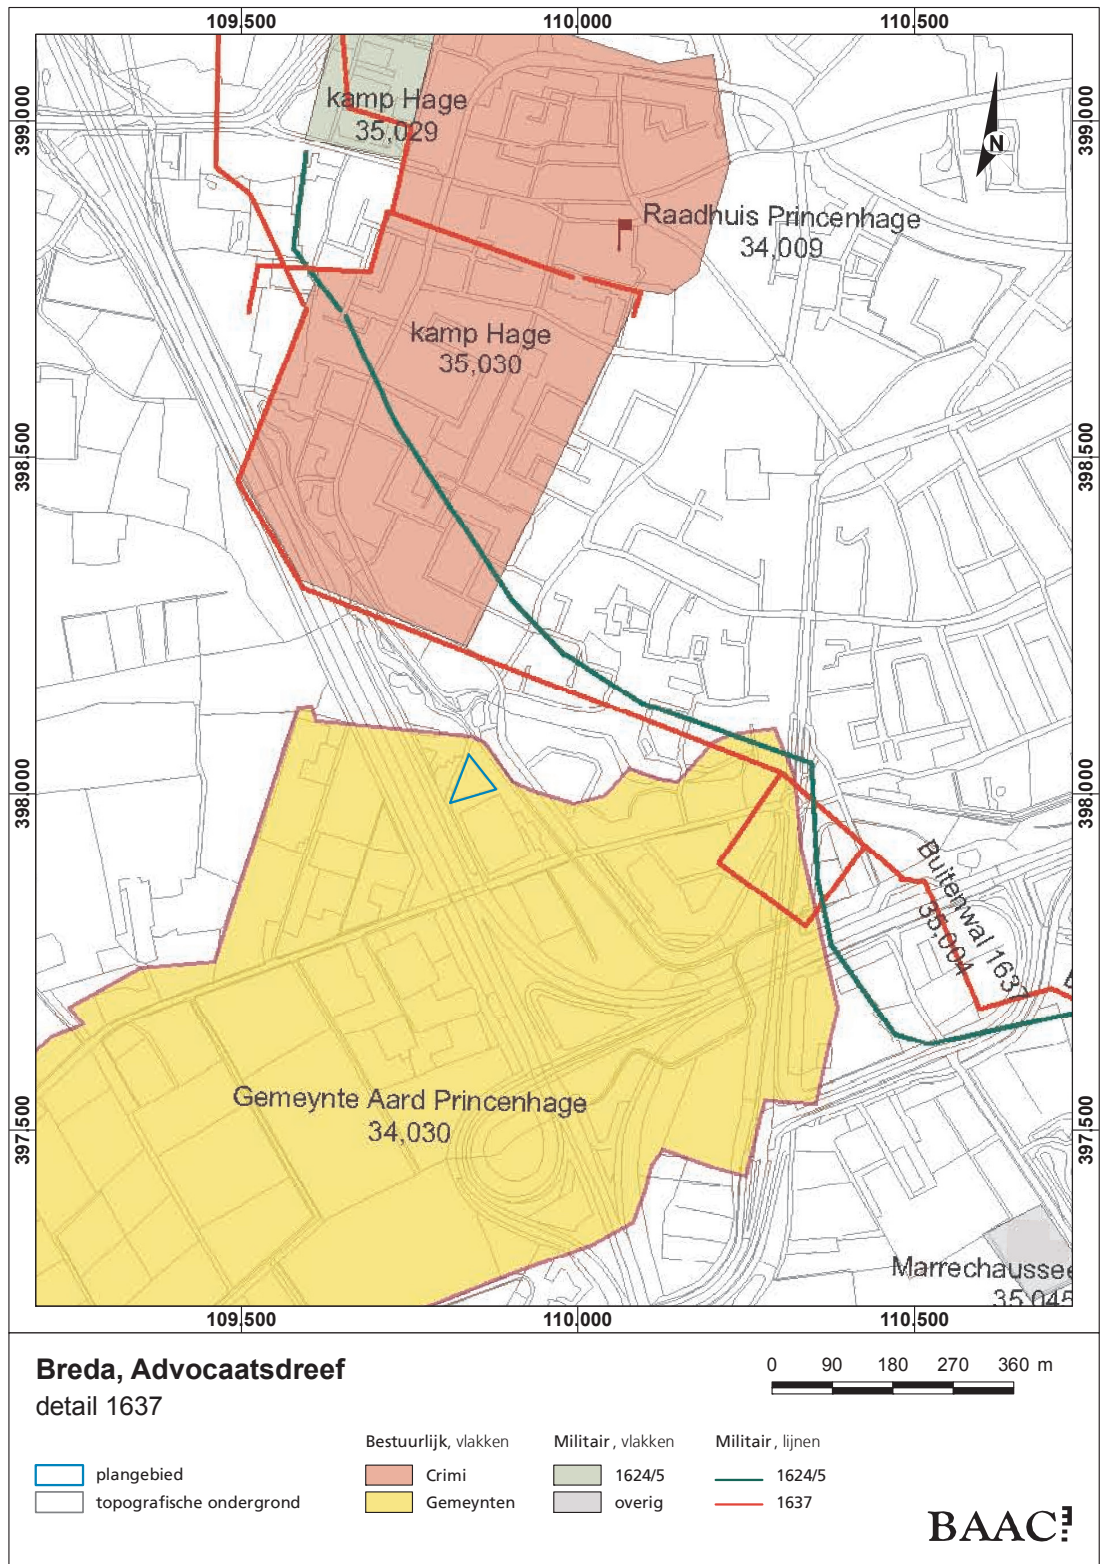 109.500 110.000 110.500
399.000
399.000
kamp Hage
35,029
N
Raadhuis Princenhage
34,009
kamp Hage
35,030
398.500
398.500
398.000
398.000
Buitenwal 1637
35,004
Gemeynte Aard Princenhage
34,030
397.500
397.500
Marrechaussee
35,045
109.500 110.000 110.500
Breda, Advocaatsdreef
detail 1637
0 90 180 270 360 m
Bestuurlijk, vlakken Militair, vlakken Militair, lijnen
plangebied Crimi 1624/5 1624/5
topografische ondergrond Gemeynten overig 1637
BAAC